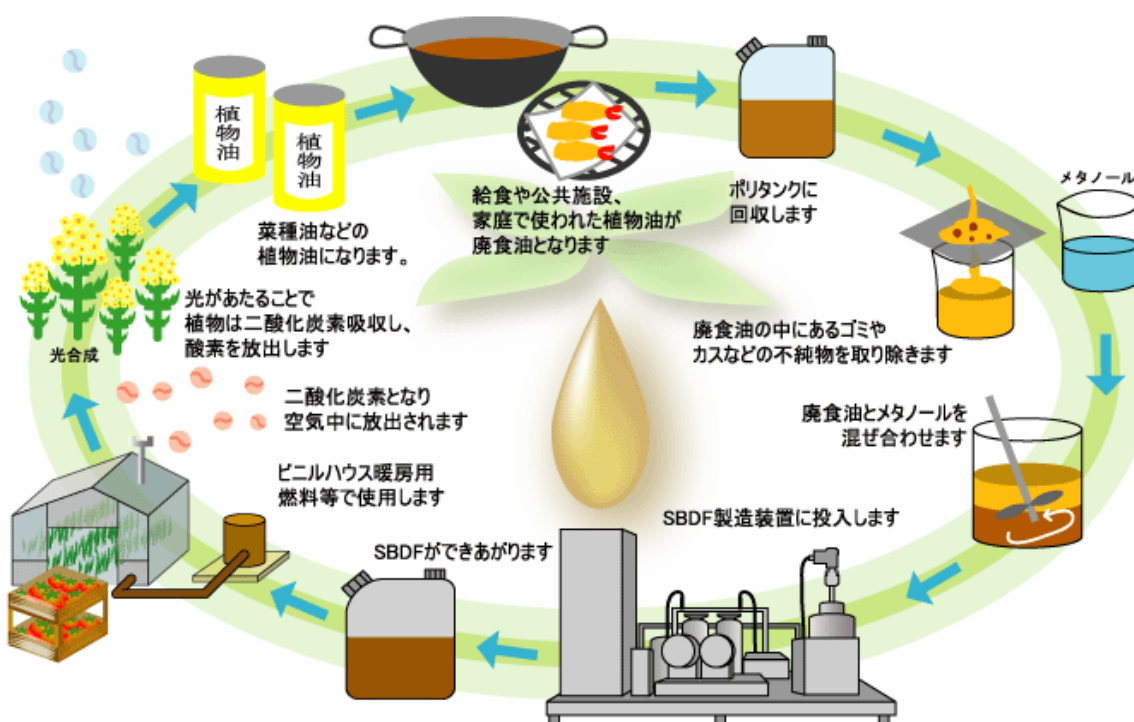 植物油
植物油
菜種油などの
植物油になります。
給食や公共施設、
家庭で使われた植物油が
廃食油となります
ポリタンクに
回収します
メタノール
廃食油の中にあるゴミや
カスなどの不純物を取り除きます
廃食油とメタノールを
混ぜ合わせます
SBDF製造装置に投入します
SBDFができあがります
ビニルハウス暖房用
燃料等で使用します
二酸化炭素となり
空気中に放出されます
光合成
光があたることで
植物は二酸化炭素吸収し、
酸素を放出します